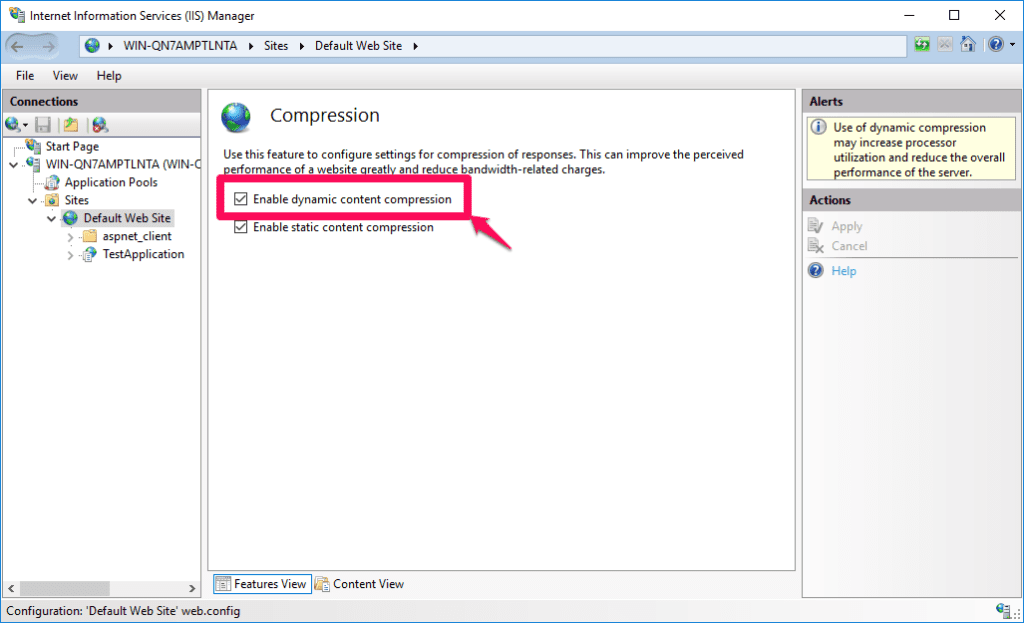 Internet Information Services (IIS) Manager
WIN-QN7AMPTLNTA
Sites
Default Web Site
File View Help
Connections
Start Page
WIN-QN7AMPTLNTA (WIN-Q
Application Pools
Sites
Default Web Site
aspnet_client
TestApplication
Compression
Use this feature to configure settings for compression of responses. This can improve the perceived
performance of a website greatly and reduce bandwidth-related charges.
Enable dynamic content compression
Enable static content compression
Features View
Content View
Alerts
Use of dynamic compression
may increase processor
utilization and reduce the overall
performance of the server.
Actions
Apply
Cancel
Help
Configuration: 'Default Web Site' web.config